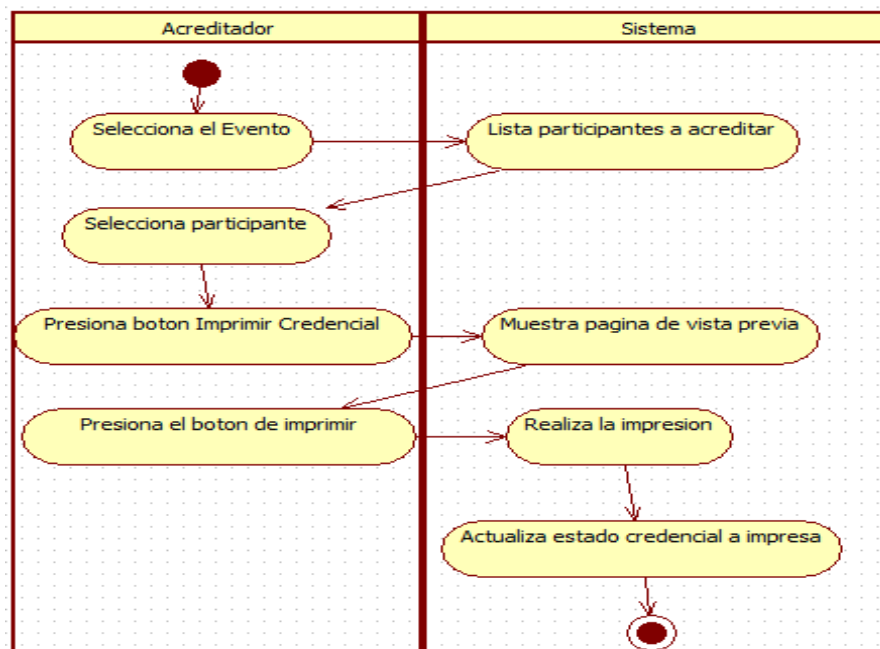 Acreditador
Sistema
Selecciona el Evento
Lista participantes a acreditar
Selecciona participante
Presiona boton Imprimir Credencial
Muestra pagina de vista previa
Presiona el boton de imprimir
Realiza la impresion
Actualiza estado credencial a impresa